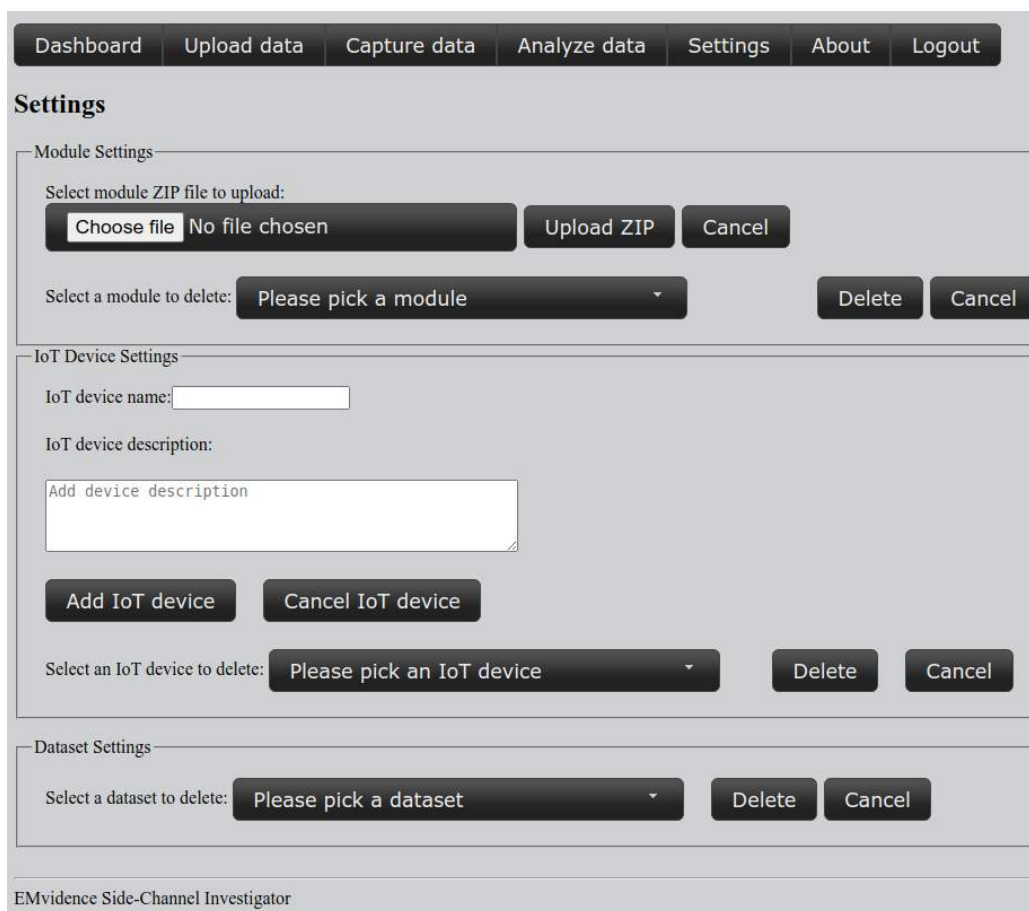 Dashboard Upload data Capture data Analyze data Settings About Logout
Settings
Module Settings
Select module ZIP file to upload:
Choose file No file chosen Upload ZIP Cancel
Select a module to delete: Please pick a module Delete Cancel
IoT Device Settings
IoT device name:
IoT device description:
Add device description
Add IoT device Cancel IoT device
Select an IoT device to delete: Please pick an IoT device Delete Cancel
Dataset Settings
Select a dataset to delete: Please pick a dataset Delete Cancel
EMvidence Side-Channel Investigator